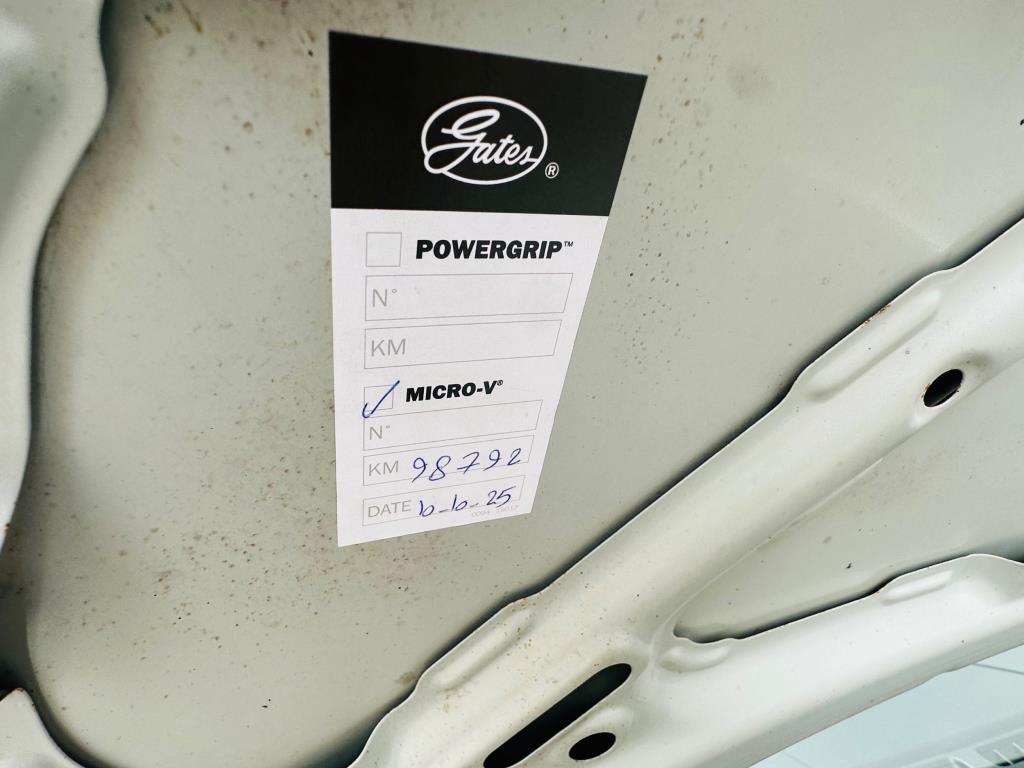 Gates®
POWERGRIP™
N°
KM
MICRO-V®
N°
KM 98792
DATE 10-10-25